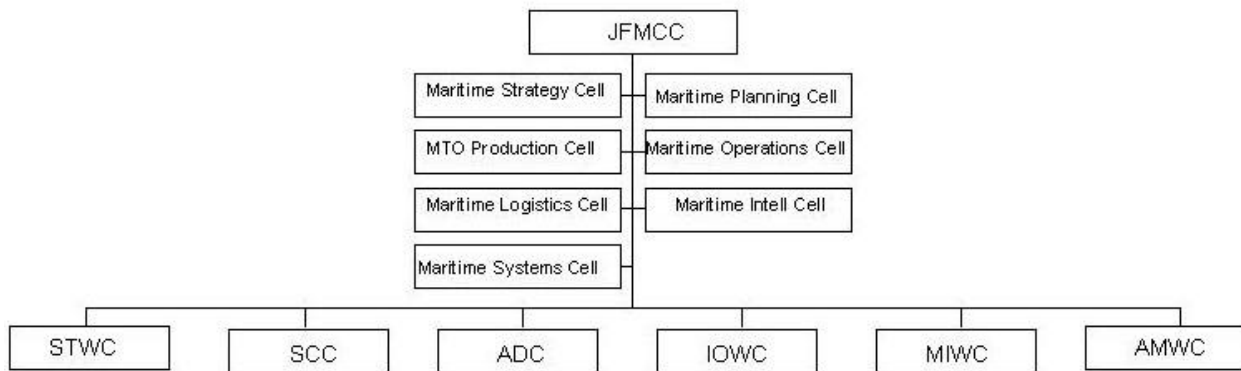 JFMCC
Maritime Strategy Cell
Maritime Planning Cell
MTO Production Cell
Maritime Operations Cell
Maritime Logistics Cell
Maritime Intell Cell
Maritime Systems Cell
STWC
SCC
ADC
IOWC
MIWC
AMWC